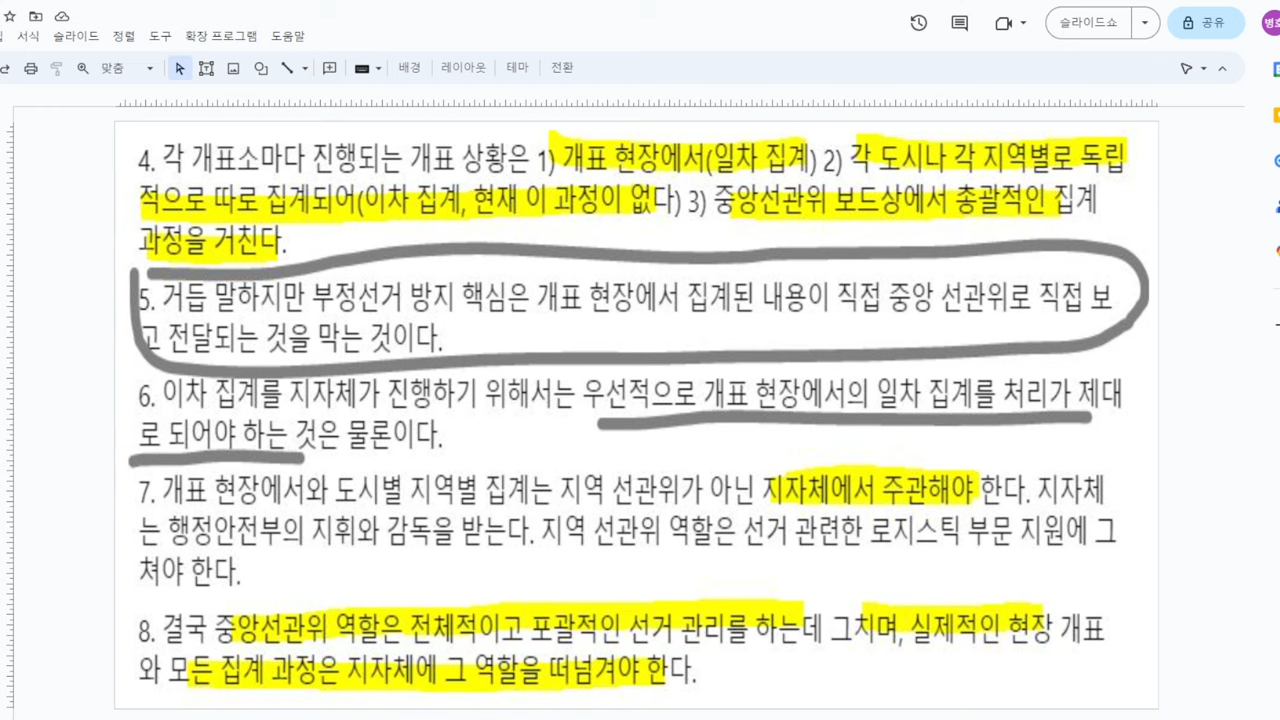 서식 슬라이드 정렬 도구 확장 프로그램 도움말
슬라이드쇼
공유
병호
맞춤
배경 레이아웃 테마 전환
4. 각 개표소마다 진행되는 개표 상황은 1) 개표 현장에서(일차 집계) 2) 각 도시나 각 지역별로 독립
적으로 따로 집계되어(이차 집계, 현재 이 과정이 없다) 3) 중앙선관위 보드상에서 총괄적인 집계
과정을 거친다.
5. 거듭 말하지만 부정선거 방지 핵심은 개표 현장에서 집계된 내용이 직접 중앙 선관위로 직접 보
고 전달되는 것을 막는 것이다.
6. 이차 집계를 지자체가 진행하기 위해서는 우선적으로 개표 현장에서의 일차 집계를 처리가 제대
로 되어야 하는 것은 물론이다.
7. 개표 현장에서와 도시별 지역별 집계는 지역 선관위가 아닌 지자체에서 주관해야 한다. 지자체
는 행정안전부의 지휘와 감독을 받는다. 지역 선관위 역할은 선거 관련한 로지스틱 부문 지원에 그
쳐야 한다.
8. 결국 중앙선관위 역할은 전체적이고 포괄적인 선거 관리를 하는데 그치며, 실제적인 현장 개표
와 모든 집계 과정은 지자체에 그 역할을 떠넘겨야 한다.